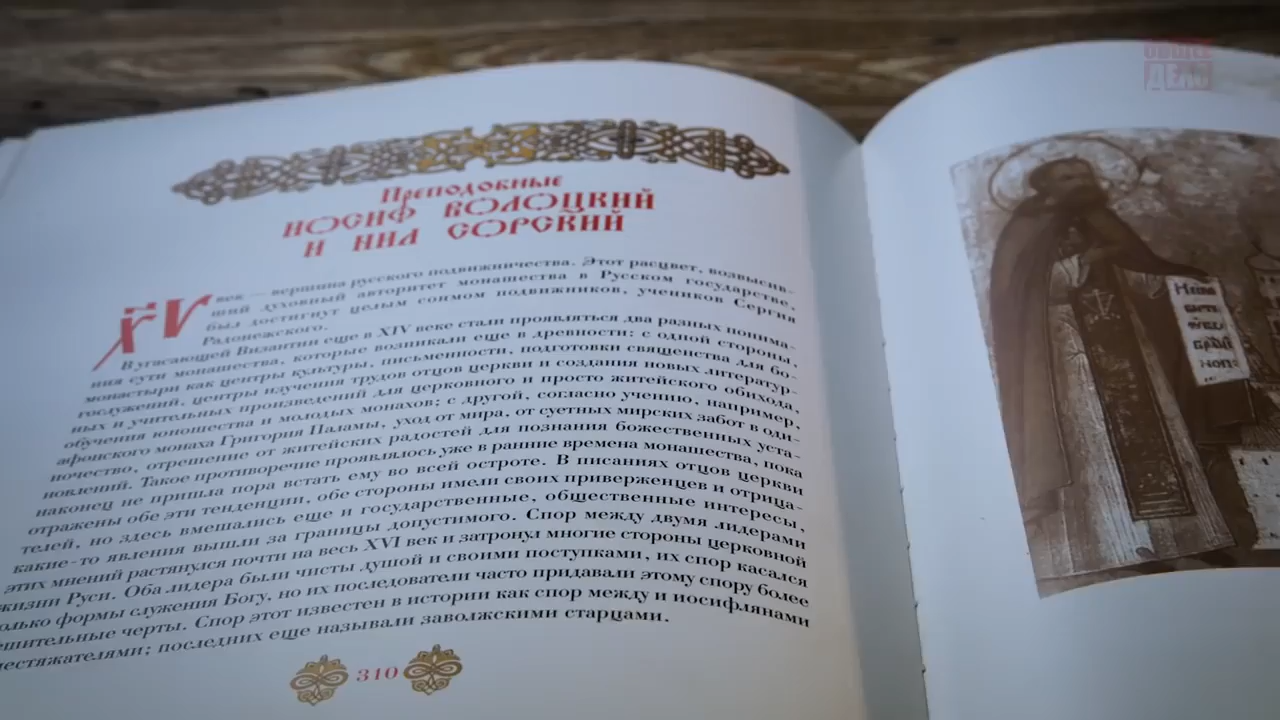 ОБЩЕЕ
ДЕЛО
Преподобные
ИОСИФ ВОЛОЦКИЙ
И НИЛ СОРСКИЙ
XV век — вершина русского подвижничества. Этот расцвет, возвысив-
ший духовный авторитет монашества в Русском государстве,
был достигнут целым сонмом подвижников, учеников Сергия
Радонежского.
В угасающей Византии еще в XIV веке стали проявляться два разных понима-
ния сути монашества, которые возникали еще в древности: с одной стороны,
монастыри как центры культуры, письменности, подготовки священства для бо-
гослужений, центры изучения трудов отцов церкви и создания новых литератур-
ных и учительных произведений для церковного и просто житейского обихода,
обучения юношества и молодых монахов; с другой, согласно учению, например,
афонского монаха Григория Паламы, уход от мира, от суетных мирских забот в оди-
ночество, отрешение от житейских радостей для познания божественных уста-
новлений. Такое противоречие проявлялось уже в ранние времена монашества, пока
наконец не пришла пора встать ему во всей остроте. В писаниях отцов церкви
отражены обе эти тенденции, обе стороны имели своих приверженцев и отрица-
телей, но здесь вмешались еще и государственные, общественные интересы,
какие-то явления вышли за границы допустимого. Спор между двумя лидерами
этих мнений растянулся почти на весь XVI век и затронул многие стороны церковной
жизни Руси. Оба лидера были чисты душой и своими поступками, их спор касался
олько формы служения Богу, но их последователи часто придавали этому спору более
ешительные черты. Спор этот известен в истории как спор между и иосифлянами
нестяжателями; последних еще называли заволжскими старцами.
310